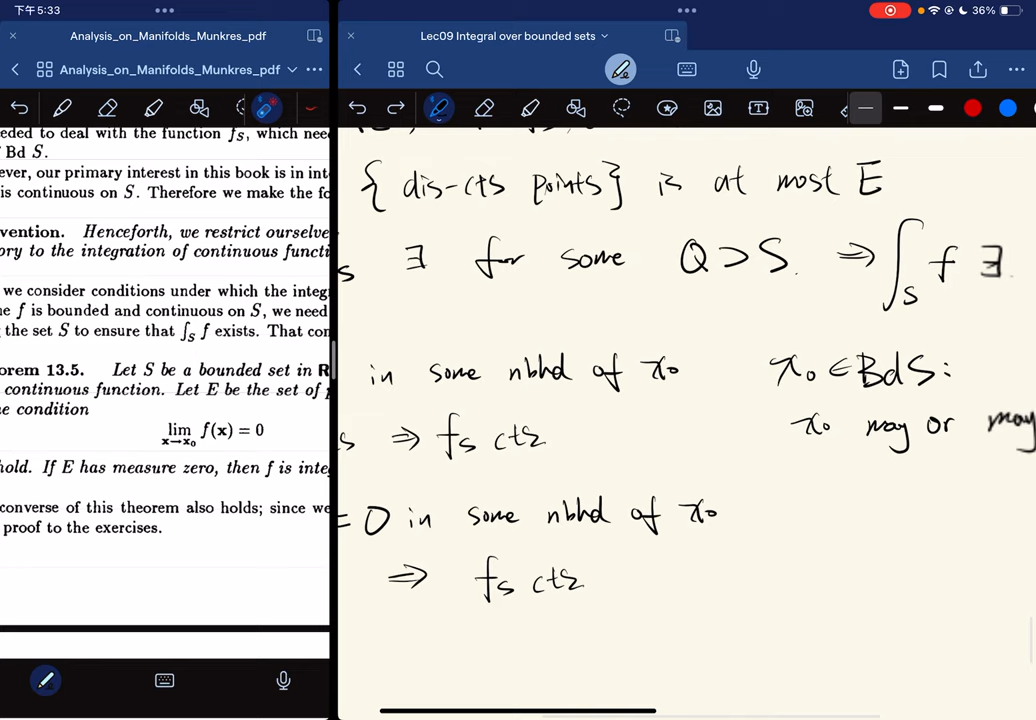 下午5:33
36%
Analysis_on_Manifolds_Munkres_pdf
Lec09 Integral over bounded sets
Analysis_on_Manifolds_Munkres_pdf
eeded to deal with the function fS, which nee
Bd S.
ever, our primary interest in this book is in int
is continuous on S. Therefore we make the fo
vention. Henceforth, we restrict ourselve
ory to the integration of continuous functi
we consider conditions under which the integ
ne f is bounded and continuous on S, we need
g the set S to ensure that ∫S f exists. That con
orem 13.5. Let S be a bounded set in R
continuous function. Let E be the set of
he condition
lim x→x0 f(x) = 0
hold. If E has measure zero, then f is inte
converse of this theorem also holds; since we
proof to the exercises.
{dis-cts points} is at most E
s ∃ for some Q⊃S. ⇒ ∫S f ∃.
in some nbhd of x0
x0 ∈ Bd S:
x0 may or may
s ⇒ fs cts
= 0 in some nbhd of x0
⇒ fs cts